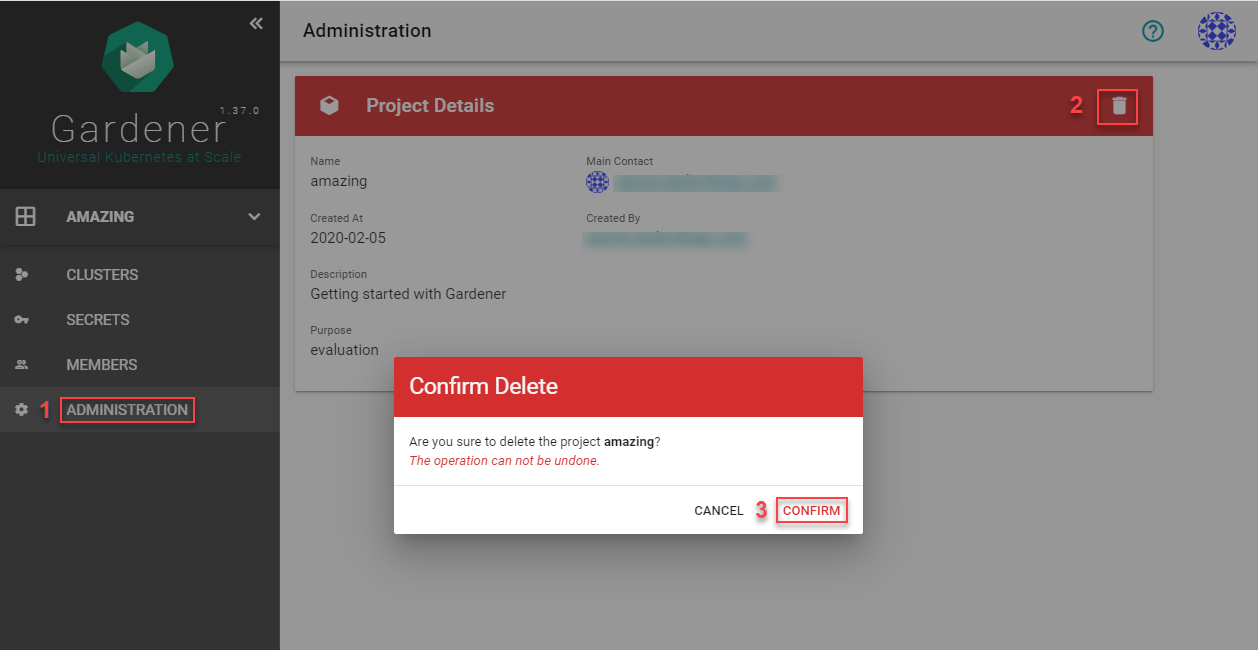 1.37.0
Gardener
Universal Kubernetes at Scale
AMAZING
CLUSTERS
SECRETS
MEMBERS
1 ADMINISTRATION
Administration
Project Details 2
Name
amazing
Main Contact
Created At
2020-02-05
Created By
Description
Getting started with Gardener
Purpose
evaluation
Confirm Delete
Are you sure to delete the project amazing?
The operation can not be undone.
CANCEL 3 CONFIRM